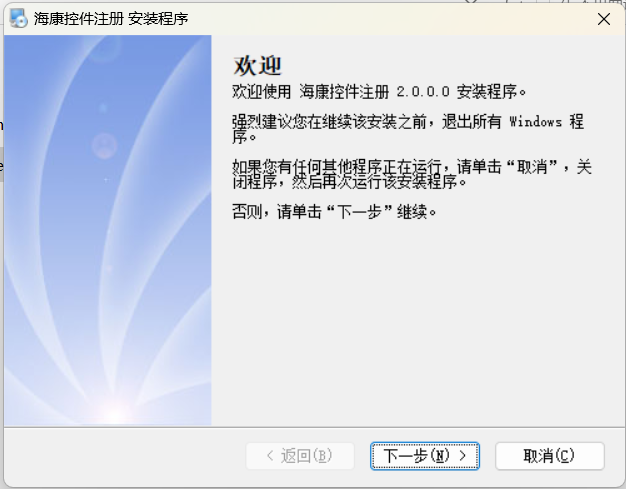 海康控件注册 安装程序
欢迎
欢迎使用 海康控件注册 2.0.0.0 安装程序。
强烈建议您在继续该安装之前，退出所有 Windows 程
序。
如果您有任何其他程序正在运行，请单击“取消”，关
闭程序，然后再次运行该安装程序。
否则，请单击“下一步”继续。
< 返回(B)
下一步(N) >
取消(C)